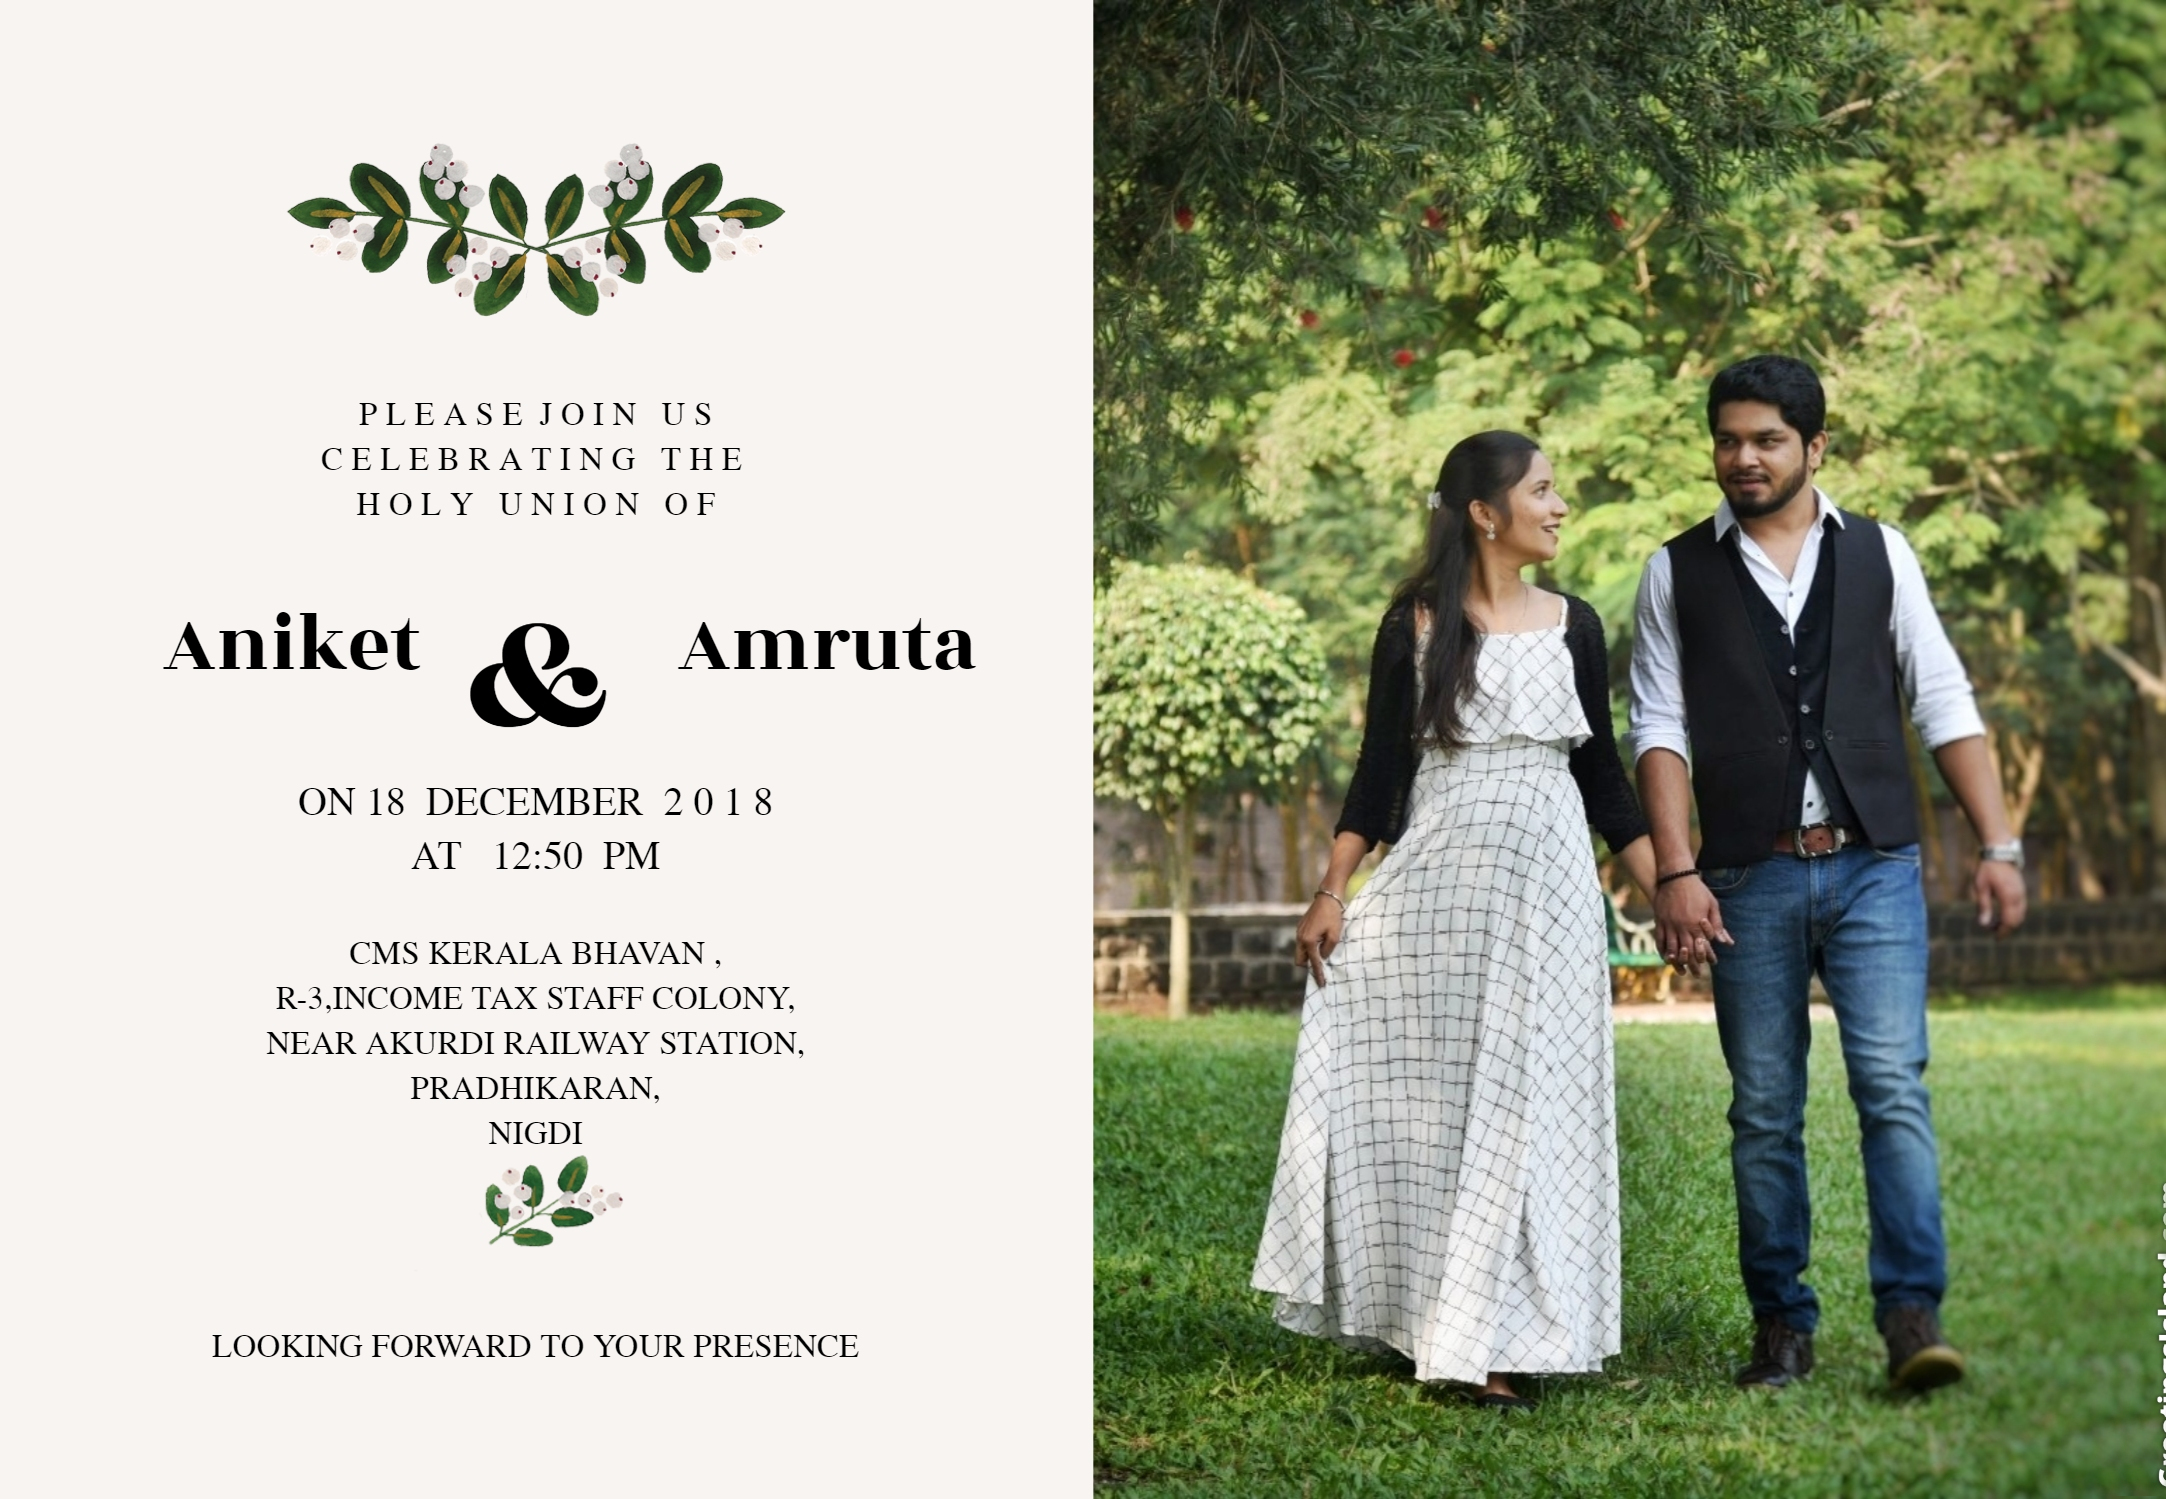 PLEASE JOIN US
CELEBRATING THE
HOLY UNION OF
Aniket & Amruta
ON 18 DECEMBER 2018
AT 12:50 PM
CMS KERALA BHAVAN ,
R-3,INCOME TAX STAFF COLONY,
NEAR AKURDI RAILWAY STATION,
PRADHIKARAN,
NIGDI
LOOKING FORWARD TO YOUR PRESENCE